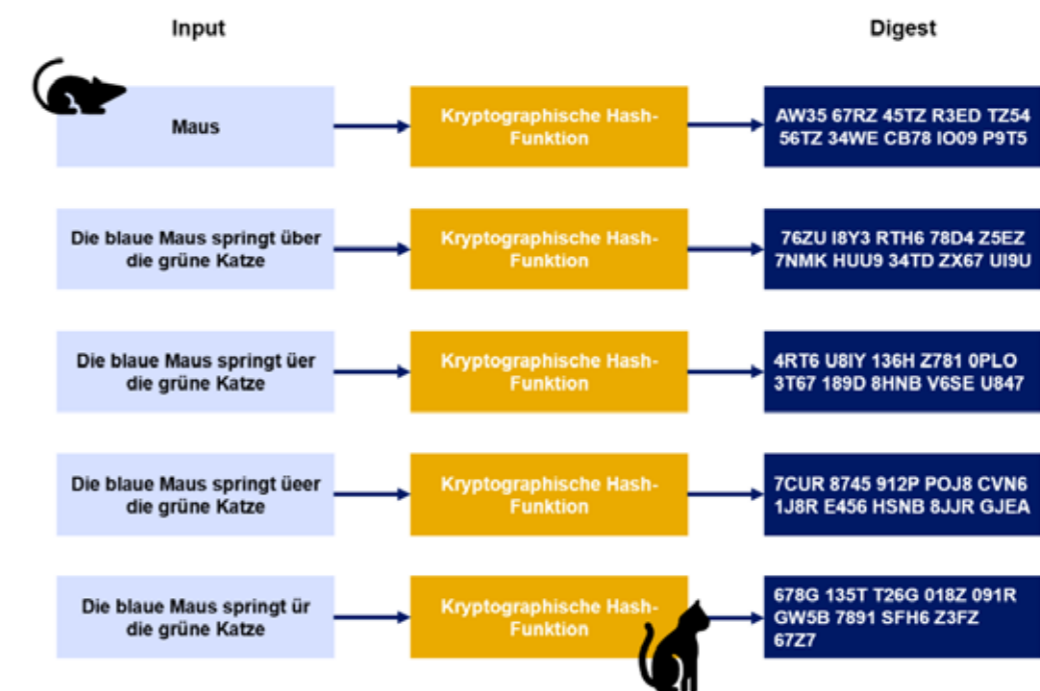 Input
Digest
Maus
Kryptographische Hash-
Funktion
AW35 67RZ 45TZ R3ED TZ54
56TZ 34WE CB78 IO09 P9T5
Die blaue Maus springt über
die grüne Katze
Kryptographische Hash-
Funktion
76ZU I8Y3 RTH6 78D4 Z5EZ
7NMK HUU9 34TD ZX67 UI9U
Die blaue Maus springt üer
die grüne Katze
Kryptographische Hash-
Funktion
4RT6 U8IY 136H Z781 0PLO
3T67 189D 8HNB V6SE U847
Die blaue Maus springt üeer
die grüne Katze
Kryptographische Hash-
Funktion
7CUR 8745 912P POJ8 CVN6
1J8R E456 HSNB 8JJR GJEA
Die blaue Maus springt ür
die grüne Katze
Kryptographische Hash-
Funktion
678G 135T T26G 018Z 091R
GW5B 7891 SFH6 Z3FZ
67Z7